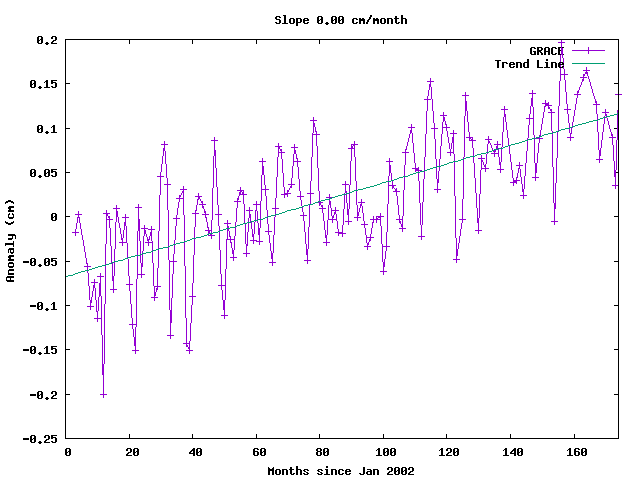 Slope 0.00 cm/month
0.2
GRACE
Trend Line
0.15
0.1
0.05
0
-0.05
-0.1
-0.15
-0.2
-0.25
Anomaly (cm)
0 20 40 60 80 100 120 140 160
Months since Jan 2002